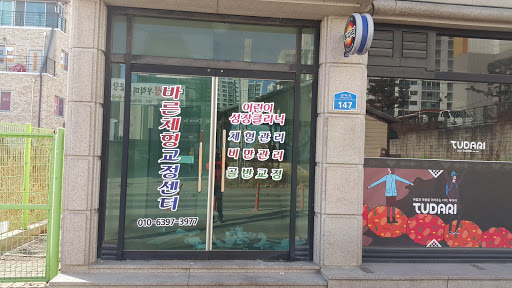 바른체형교정센터
010-6397-3977
어린이
성장클리닉
체형관리
비만관리
골반교정
147
TUDARI
TUDARI